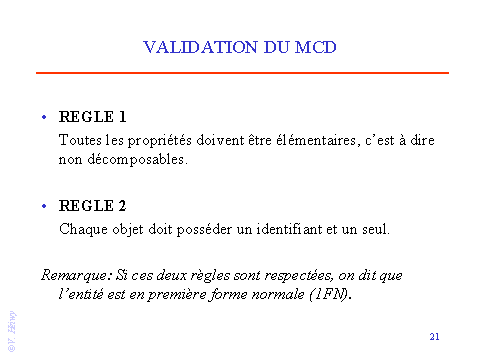 VALIDATION DU MCD
• REGLE 1
Toutes les propriétés doivent être élémentaires, c’est à dire
non décomposables.
• REGLE 2
Chaque objet doit posséder un identifiant et un seul.
Remarque: Si ces deux règles sont respectées, on dit que
l’entité est en première forme normale (1FN).
21